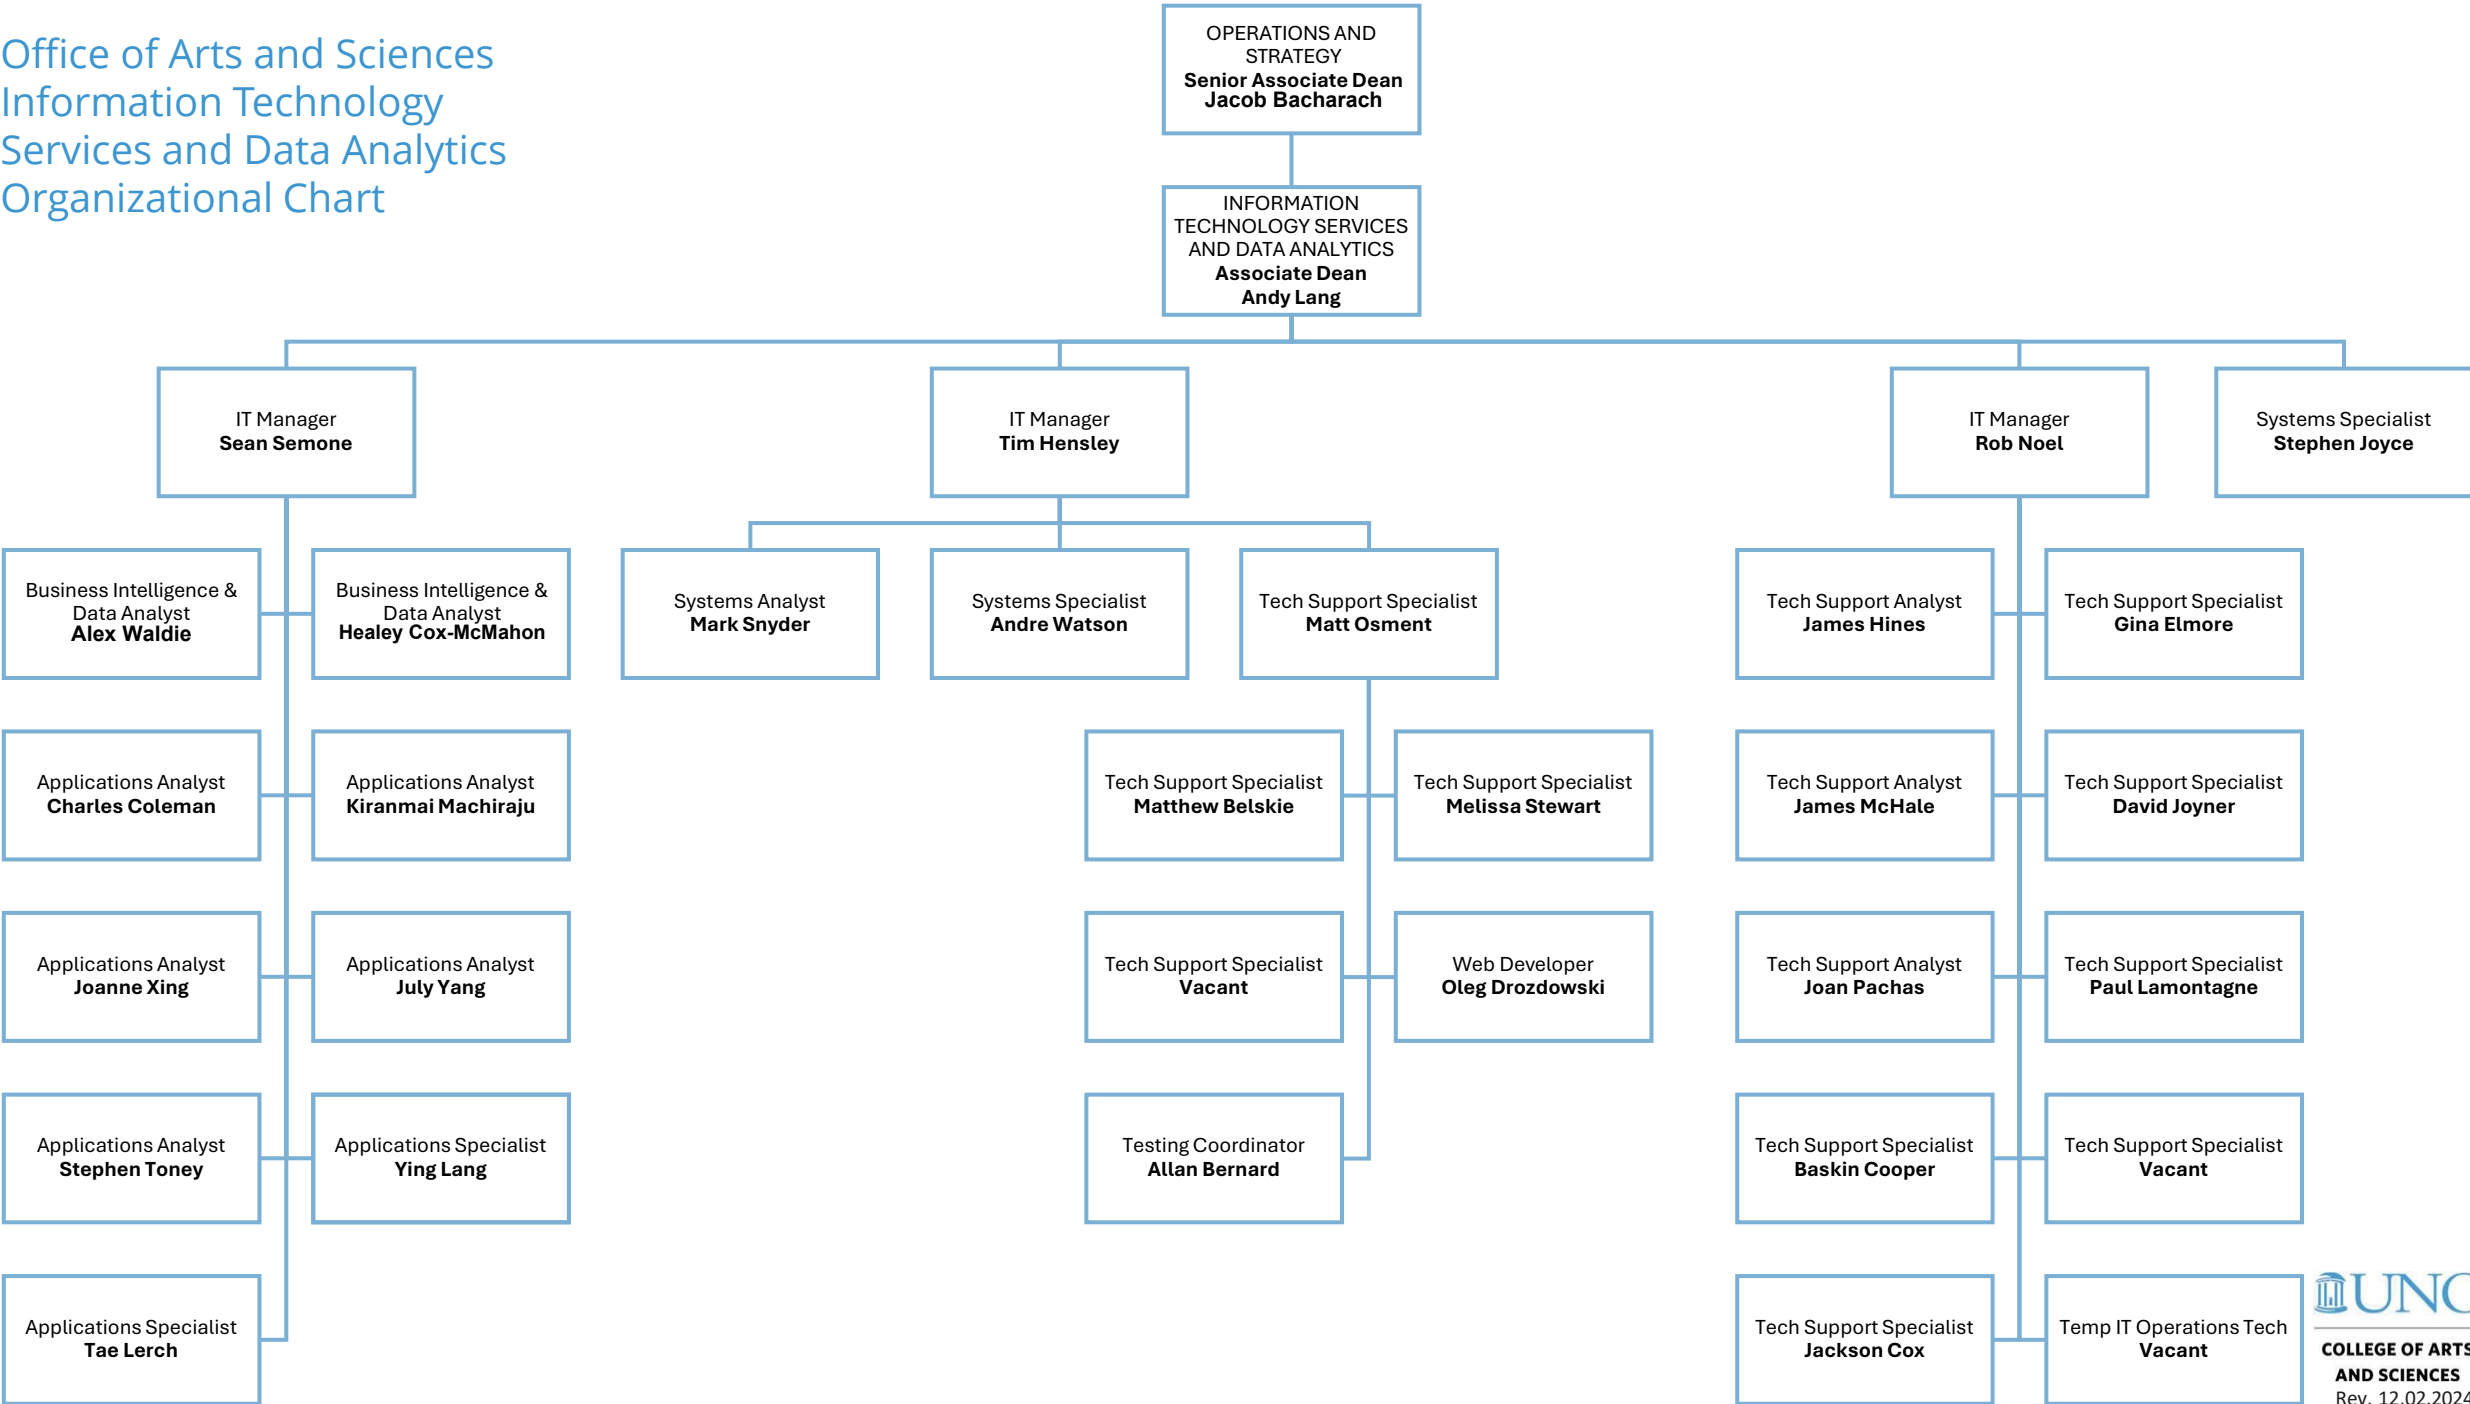 Office of Arts and Sciences
Information Technology
Services and Data Analytics
Organizational Chart
OPERATIONS AND
STRATEGY
Senior Associate Dean
Jacob Bacharach
INFORMATION
TECHNOLOGY SERVICES
AND DATA ANALYTICS
Associate Dean
Andy Lang
IT Manager
Sean Semone
IT Manager
Tim Hensley
IT Manager
Rob Noel
Systems Specialist
Stephen Joyce
Business Intelligence &
Data Analyst
Alex Waldie
Business Intelligence &
Data Analyst
Healey Cox-McMahon
Systems Analyst
Mark Snyder
Systems Specialist
Andre Watson
Tech Support Specialist
Matt Osment
Tech Support Analyst
James Hines
Tech Support Specialist
Gina Elmore
Applications Analyst
Charles Coleman
Applications Analyst
Kiranmai Machiraju
Tech Support Specialist
Matthew Belskie
Tech Support Specialist
Melissa Stewart
Tech Support Analyst
James McHale
Tech Support Specialist
David Joyner
Applications Analyst
Joanne Xing
Applications Analyst
July Yang
Tech Support Specialist
Vacant
Web Developer
Oleg Drozdowski
Tech Support Analyst
Joan Pachas
Tech Support Specialist
Paul Lamontagne
Applications Analyst
Stephen Toney
Applications Specialist
Ying Lang
Testing Coordinator
Allan Bernard
Tech Support Specialist
Baskin Cooper
Tech Support Specialist
Vacant
Applications Specialist
Tae Lerch
Tech Support Specialist
Jackson Cox
Temp IT Operations Tech
Vacant
UNC
COLLEGE OF ARTS
AND SCIENCES
Rev. 12.02.2024